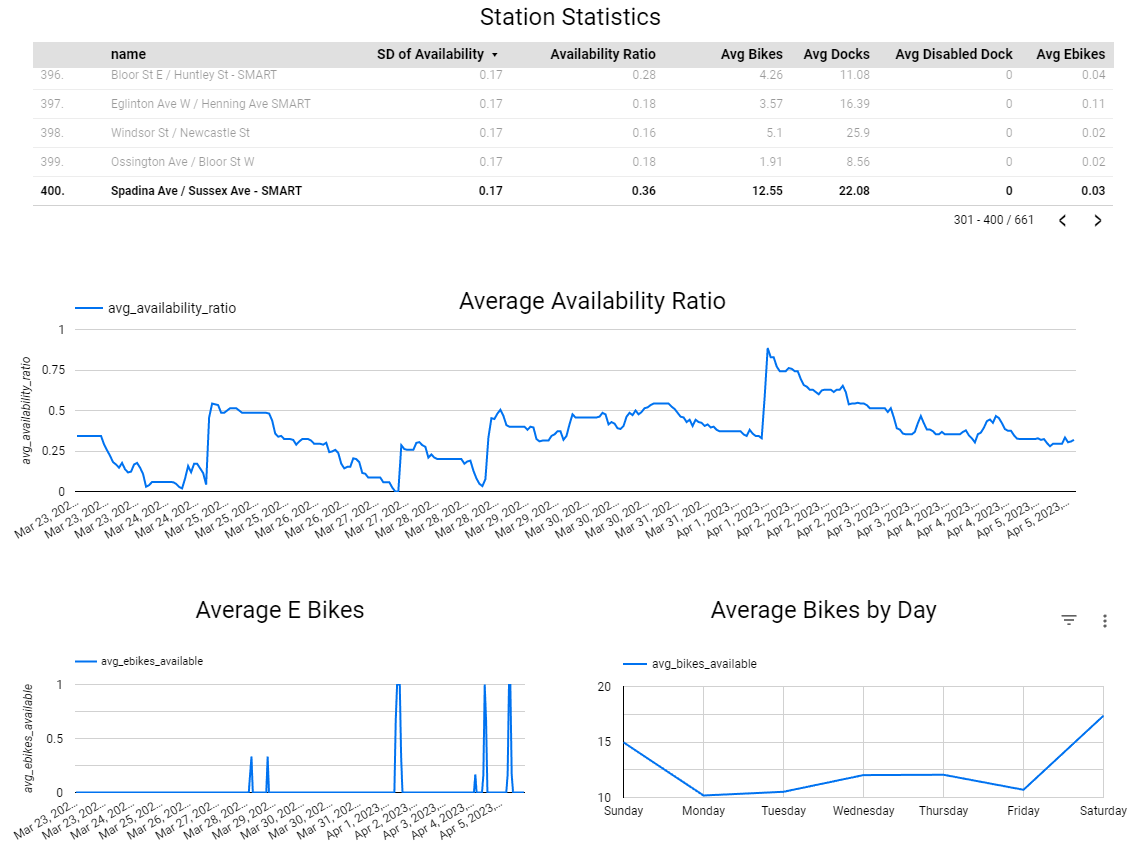 Station Statistics
name SD of Availability Availability Ratio Avg Bikes Avg Docks Avg Disabled Dock Avg Ebikes
396. Bloor St E / Huntley St - SMART 0.17 0.28 4.26 11.08 0 0.04
397. Eglinton Ave W / Henning Ave SMART 0.17 0.18 3.57 16.39 0 0.11
398. Windsor St / Newcastle St 0.17 0.16 5.1 25.9 0 0.02
399. Ossington Ave / Bloor St W 0.17 0.18 1.91 8.56 0 0.02
400. Spadina Ave / Sussex Ave - SMART 0.17 0.36 12.55 22.08 0 0.03
301 - 400 / 661
Average Availability Ratio
avg_availability_ratio
avg_availability_ratio
1
0.75
0.5
0.25
0
Mar 23, 202... Mar 23, 202... Mar 23, 202... Mar 24, 202... Mar 24, 202... Mar 25, 202... Mar 25, 202... Mar 25, 202... Mar 26, 202... Mar 26, 202... Mar 27, 202... Mar 27, 202... Mar 28, 202... Mar 28, 202... Mar 28, 202... Mar 29, 202... Mar 29, 202... Mar 30, 202... Mar 30, 202... Mar 30, 202... Mar 31, 202... Mar 31, 202... Apr 1, 2023,... Apr 1, 2023,... Apr 2, 2023,... Apr 2, 2023,... Apr 2, 2023,... Apr 3, 2023,... Apr 3, 2023,... Apr 4, 2023,... Apr 4, 2023,... Apr 4, 2023,... Apr 5, 2023,... Apr 5, 2023,...
Average E Bikes
avg_ebikes_available
avg_ebikes_available
1
0.5
0
Mar 23, 202... Mar 23, 202... Mar 24, 202... Mar 25, 202... Mar 26, 202... Mar 27, 202... Mar 28, 202... Mar 29, 202... Mar 30, 202... Mar 30, 202... Mar 31, 202... Apr 1, 2023,... Apr 2, 2023,... Apr 3, 2023,... Apr 4, 2023,... Apr 5, 2023,...
Average Bikes by Day
avg_bikes_available
20
15
10
Sunday Monday Tuesday Wednesday Thursday Friday Saturday